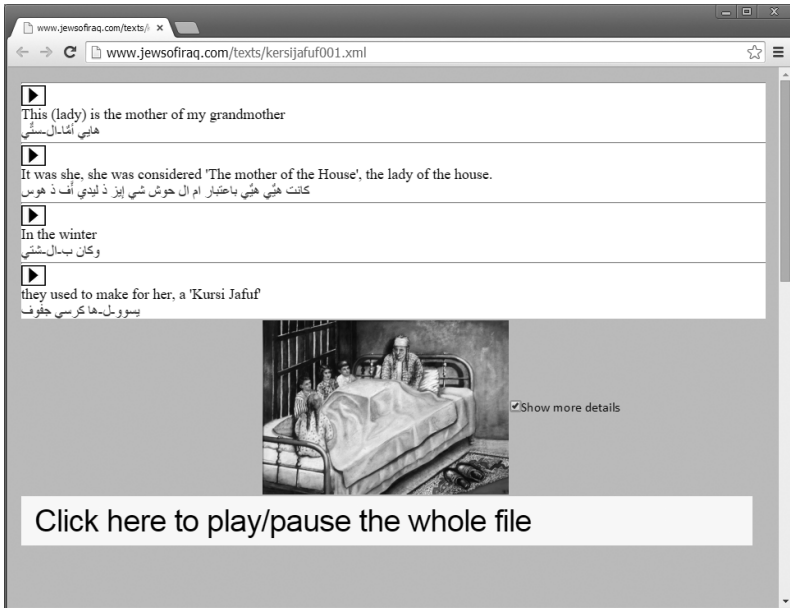 www.jewsofiraq.com/texts/
www.jewsofiraq.com/texts/kersijafuf001.xml
This (lady) is the mother of my grandmother
هايي أمّا-ال-ستّي
It was she, she was considered 'The mother of the House', the lady of the house.
كانت هيِّي هيِّي باعتبار ام ال حوش شي إيز ذ ليدي أف ذ هوس
In the winter
وكان ب-ال-شتي
they used to make for her, a 'Kursi Jafuf'
يسوو-ل-ها كرسي جفوف
Show more details
Click here to play/pause the whole file